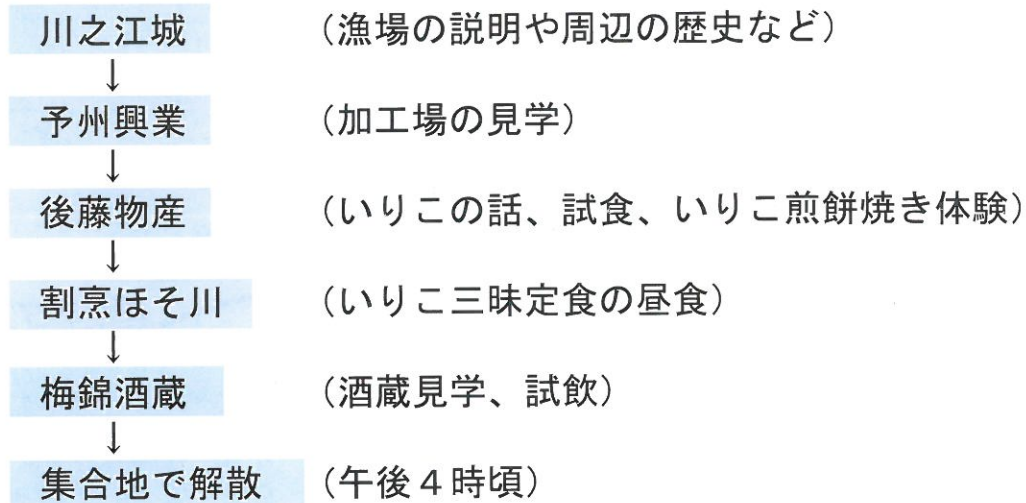 川之江城 (漁場の説明や周辺の歴史など)
↓
予州興業 (加工場の見学)
↓
後藤物産 (いりこの話、試食、いりこ煎餅焼き体験)
↓
割烹ほそ川 (いりこ三昧定食の昼食)
↓
梅錦酒蔵 (酒蔵見学、試飲)
↓
集合地で解散 (午後4時頃)